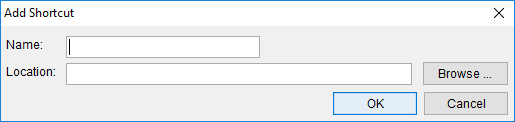 Add Shortcut
Name:
Location:
Browse ...
OK
Cancel